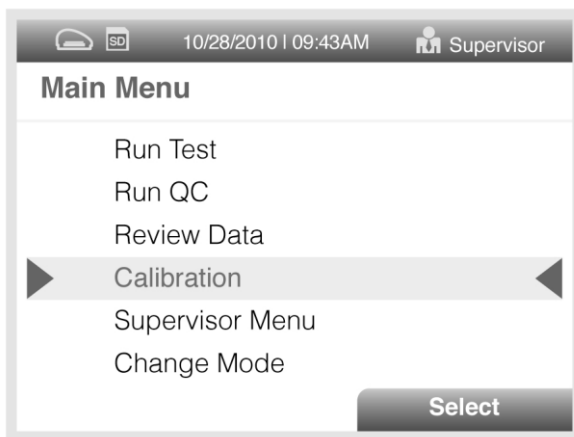 SD 10/28/2010 | 09:43AM Supervisor
Main Menu
Run Test
Run QC
Review Data
Calibration
Supervisor Menu
Change Mode
Select